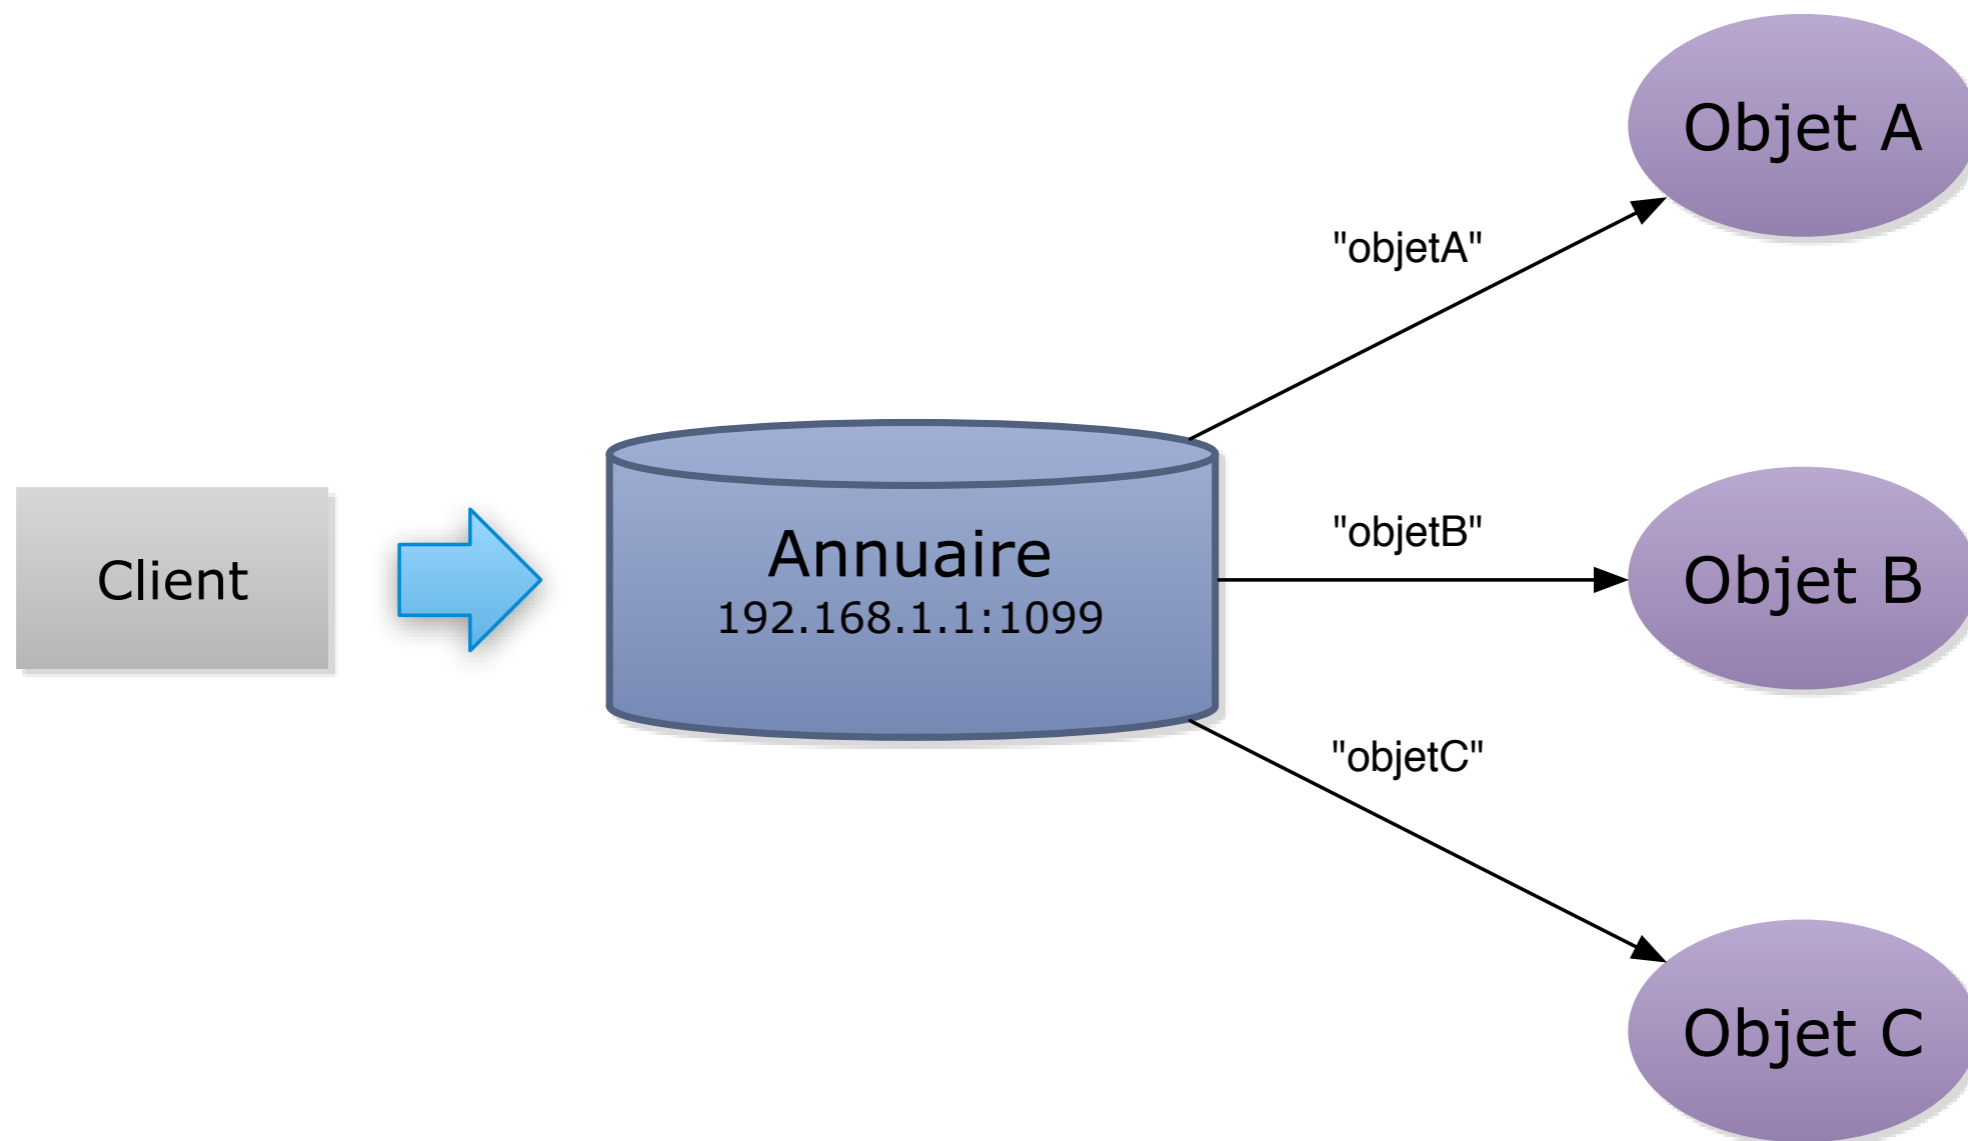 Objet A
"objetA"
Client
Annuaire
192.168.1.1:1099
"objetB"
Objet B
"objetC"
Objet C